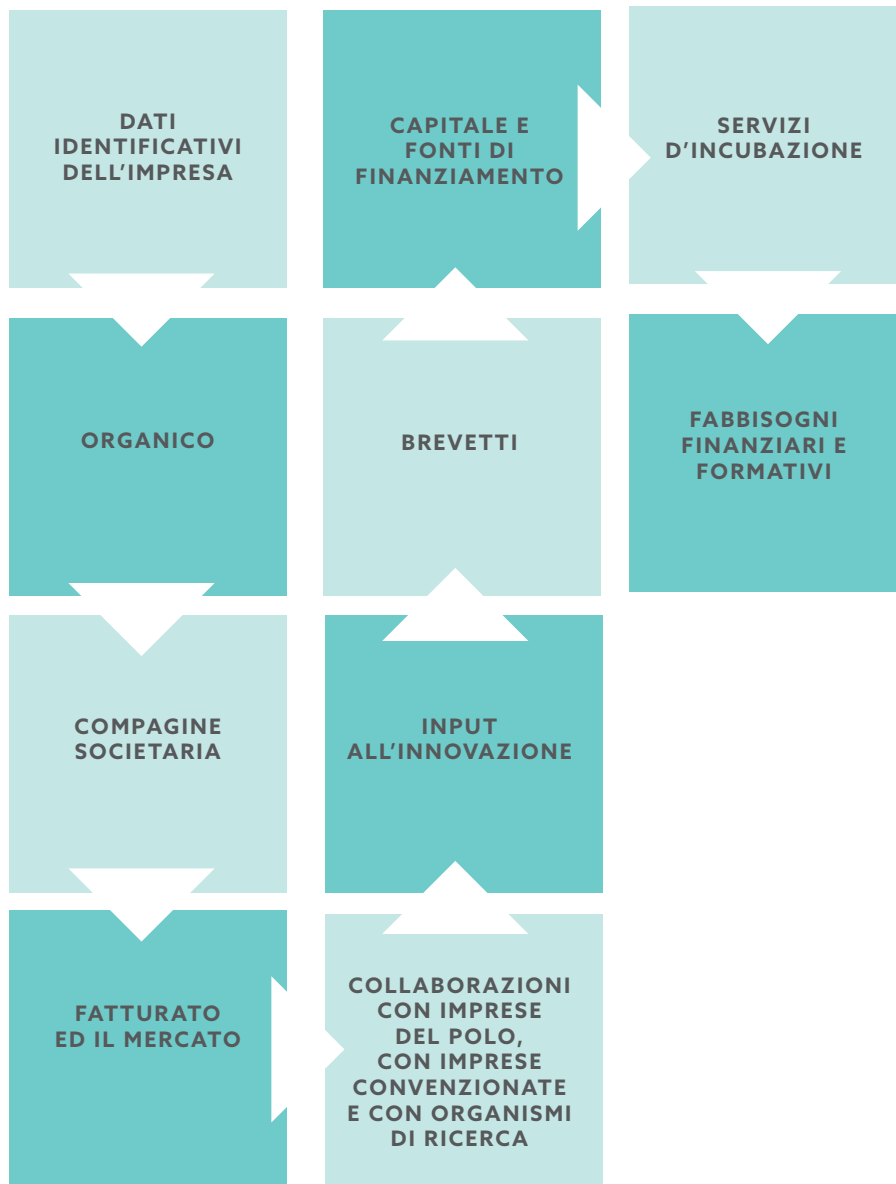 DATI
IDENTIFICATIVI
DELL'IMPRESA
ORGANICO
COMPAGINE
SOCIETARIA
FATTURATO
ED IL MERCATO
COLLABORAZIONI
CON IMPRESE
DEL POLO,
CON IMPRESE
CONVENZIONATE
E CON ORGANISMI
DI RICERCA
INPUT
ALL'INNOVAZIONE
BREVETTI
CAPITALE E
FONTI DI
FINANZIAMENTO
SERVIZI
D'INCUBAZIONE
FABBISOGNI
FINANZIARI E
FORMATIVI